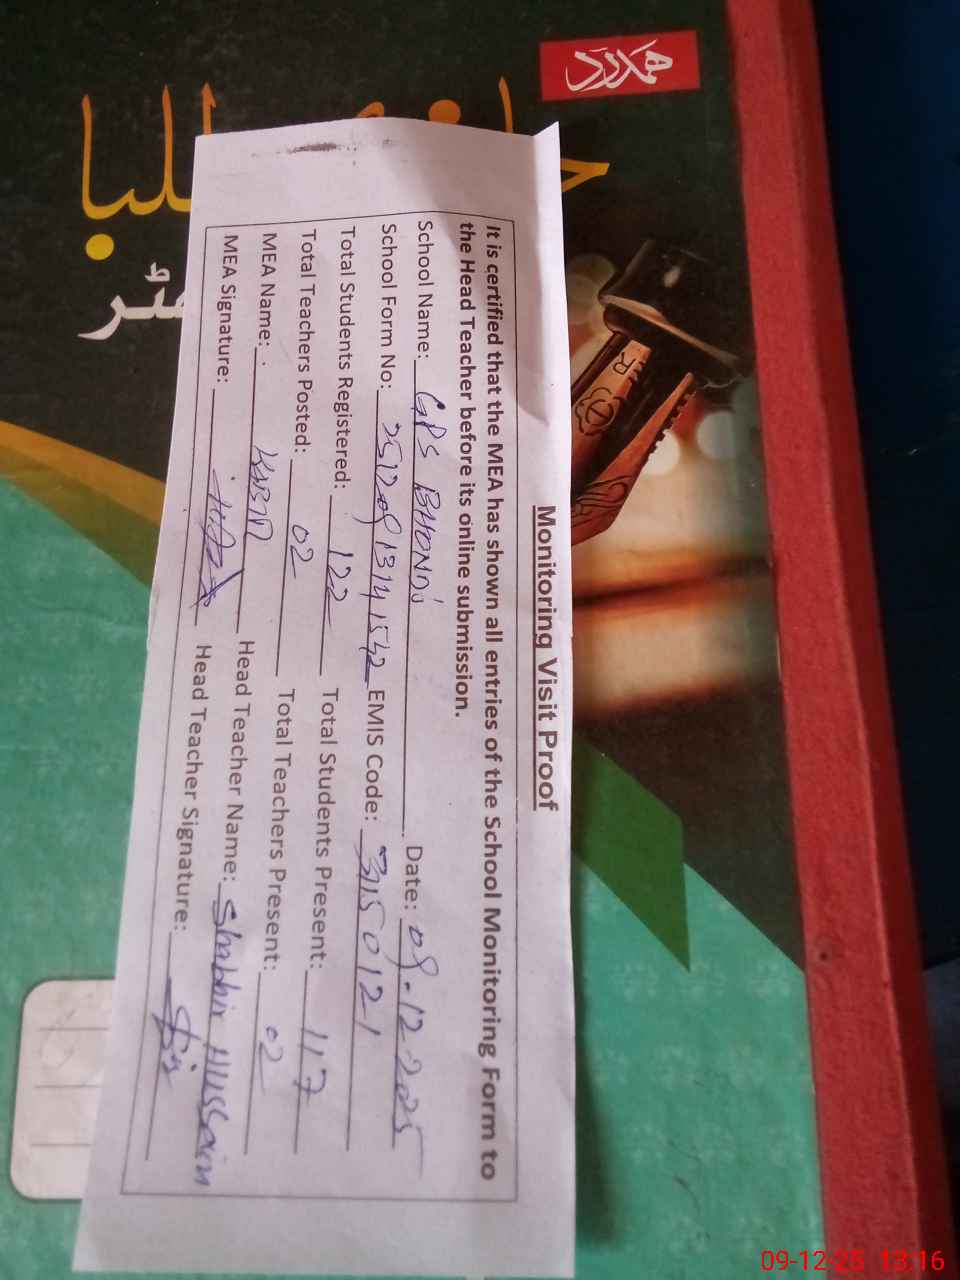 ہمدرد
Monitoring Visit Proof
It is certified that the MEA has shown all entries of the School Monitoring Form to
the Head Teacher before its online submission.
School Name: GPS BHONDI Date: 09-12-2025
School Form No: 251209131411542 EMIS Code: 3150121
Total Students Registered: 122 Total Students Present: 117
Total Teachers Posted: 02 Total Teachers Present: 02
MEA Name: Head Teacher Name: Shabbir Hussain
MEA Signature: Head Teacher Signature:
09-12-25 13:16